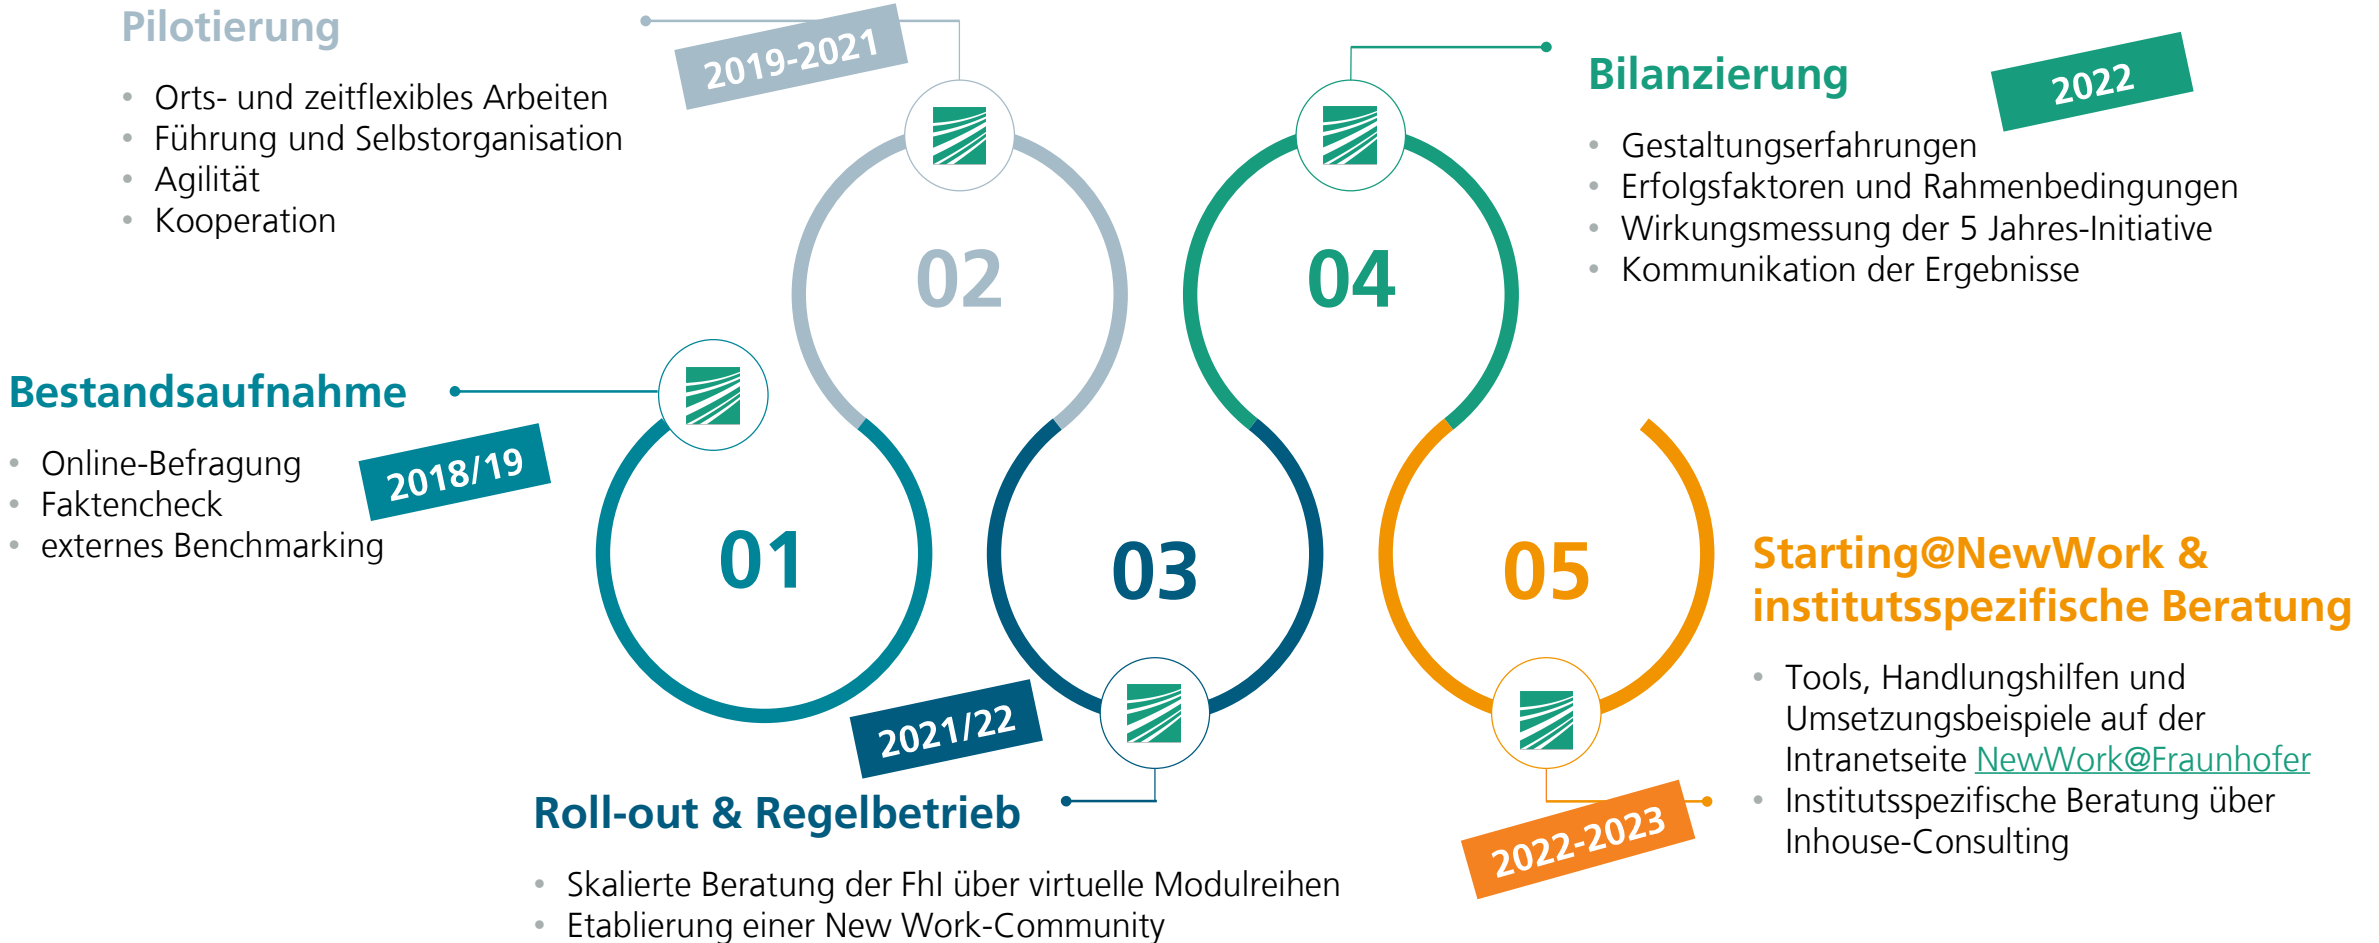 Pilotierung
2019-2021
Orts- und zeitflexibles Arbeiten
Führung und Selbstorganisation
Agilität
Kooperation
02
Bilanzierung
2022
Gestaltungserfahrungen
Erfolgsfaktoren und Rahmenbedingungen
Wirkungsmessung der 5 Jahres-Initiative
Kommunikation der Ergebnisse
04
Bestandsaufnahme
2018/19
Online-Befragung
Faktencheck
externes Benchmarking
01
03
2021/22
Roll-out & Regelbetrieb
Skalierte Beratung der FhI über virtuelle Modulreihen
Etablierung einer New Work-Community
05
Starting@NewWork &
institutsspezifische Beratung
2022-2023
Tools, Handlungshilfen und
Umsetzungsbeispiele auf der
Intranetseite NewWork@Fraunhofer
Institutsspezifische Beratung über
Inhouse-Consulting